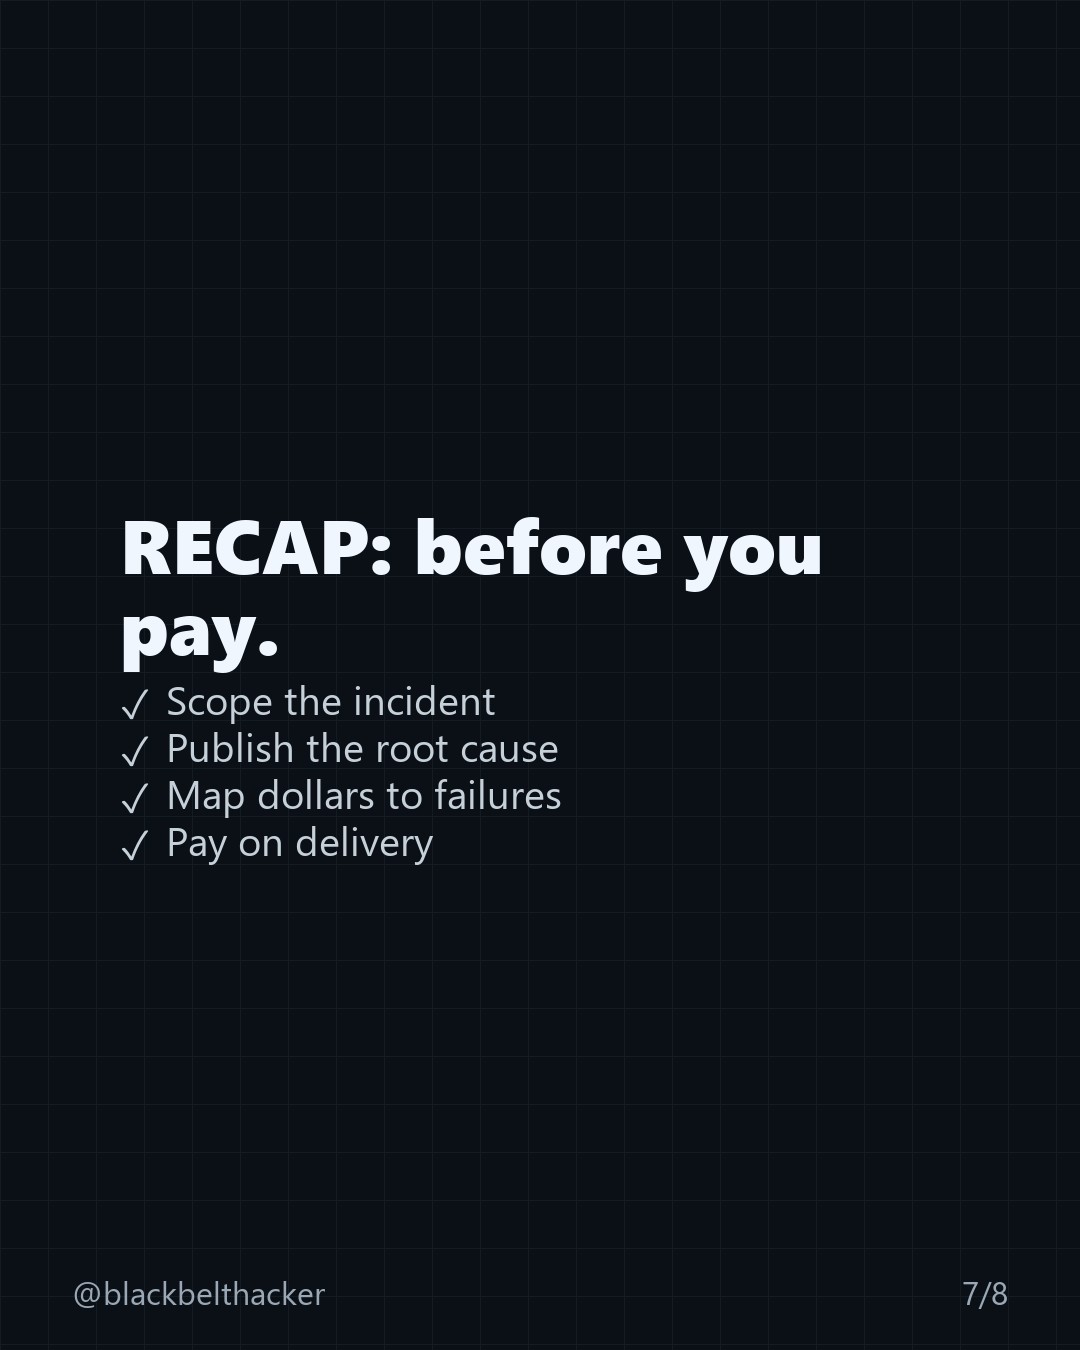 RECAP: before you
pay.
✓ Scope the incident
✓ Publish the root cause
✓ Map dollars to failures
✓ Pay on delivery
@blackbelthacker
7/8